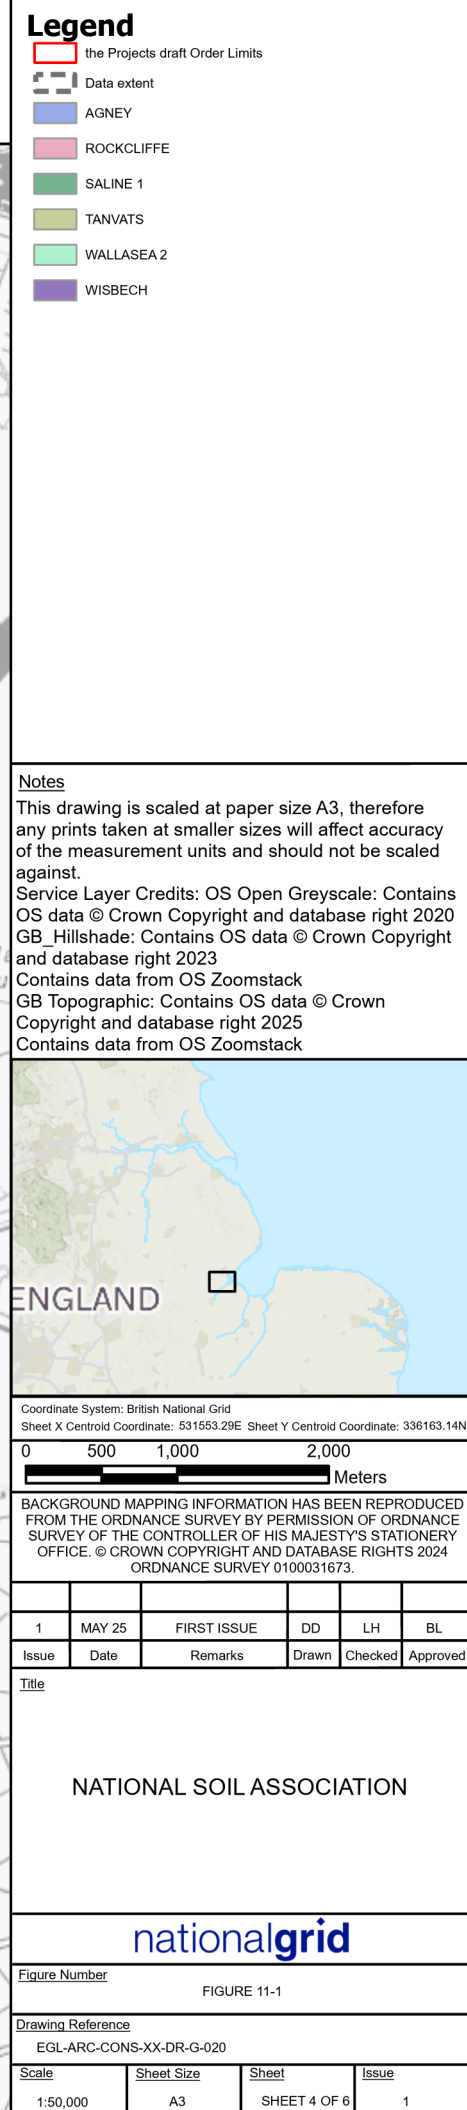 Legend
the Projects draft Order Limits
Data extent
AGNEY
ROCKCLIFFE
SALINE 1
TANVATS
WALLASEA 2
WISBECH
Notes
This drawing is scaled at paper size A3, therefore
any prints taken at smaller sizes will affect accuracy
of the measurement units and should not be scaled
against.
Service Layer Credits: OS Open Greyscale: Contains
OS data © Crown Copyright and database right 2020
GB_Hillshade: Contains OS data © Crown Copyright
and database right 2023
Contains data from OS Zoomstack
GB Topographic: Contains OS data © Crown
Copyright and database right 2025
Contains data from OS Zoomstack
ENGLAND
Coordinate System: British National Grid
Sheet X Centroid Coordinate: 531553.29E Sheet Y Centroid Coordinate: 336163.14N
0 500 1,000 2,000
Meters
BACKGROUND MAPPING INFORMATION HAS BEEN REPRODUCED
FROM THE ORDNANCE SURVEY BY PERMISSION OF ORDNANCE
SURVEY OF THE CONTROLLER OF HIS MAJESTY'S STATIONERY
OFFICE. © CROWN COPYRIGHT AND DATABASE RIGHTS 2024
ORDNANCE SURVEY 0100031673.
1 MAY 25 FIRST ISSUE DD LH BL
Issue Date Remarks Drawn Checked Approved
Title
NATIONAL SOIL ASSOCIATION
nationalgrid
Figure Number
FIGURE 11-1
Drawing Reference
EGL-ARC-CONS-XX-DR-G-020
Scale Sheet Size Sheet Issue
1:50,000 A3 SHEET 4 OF 6 1